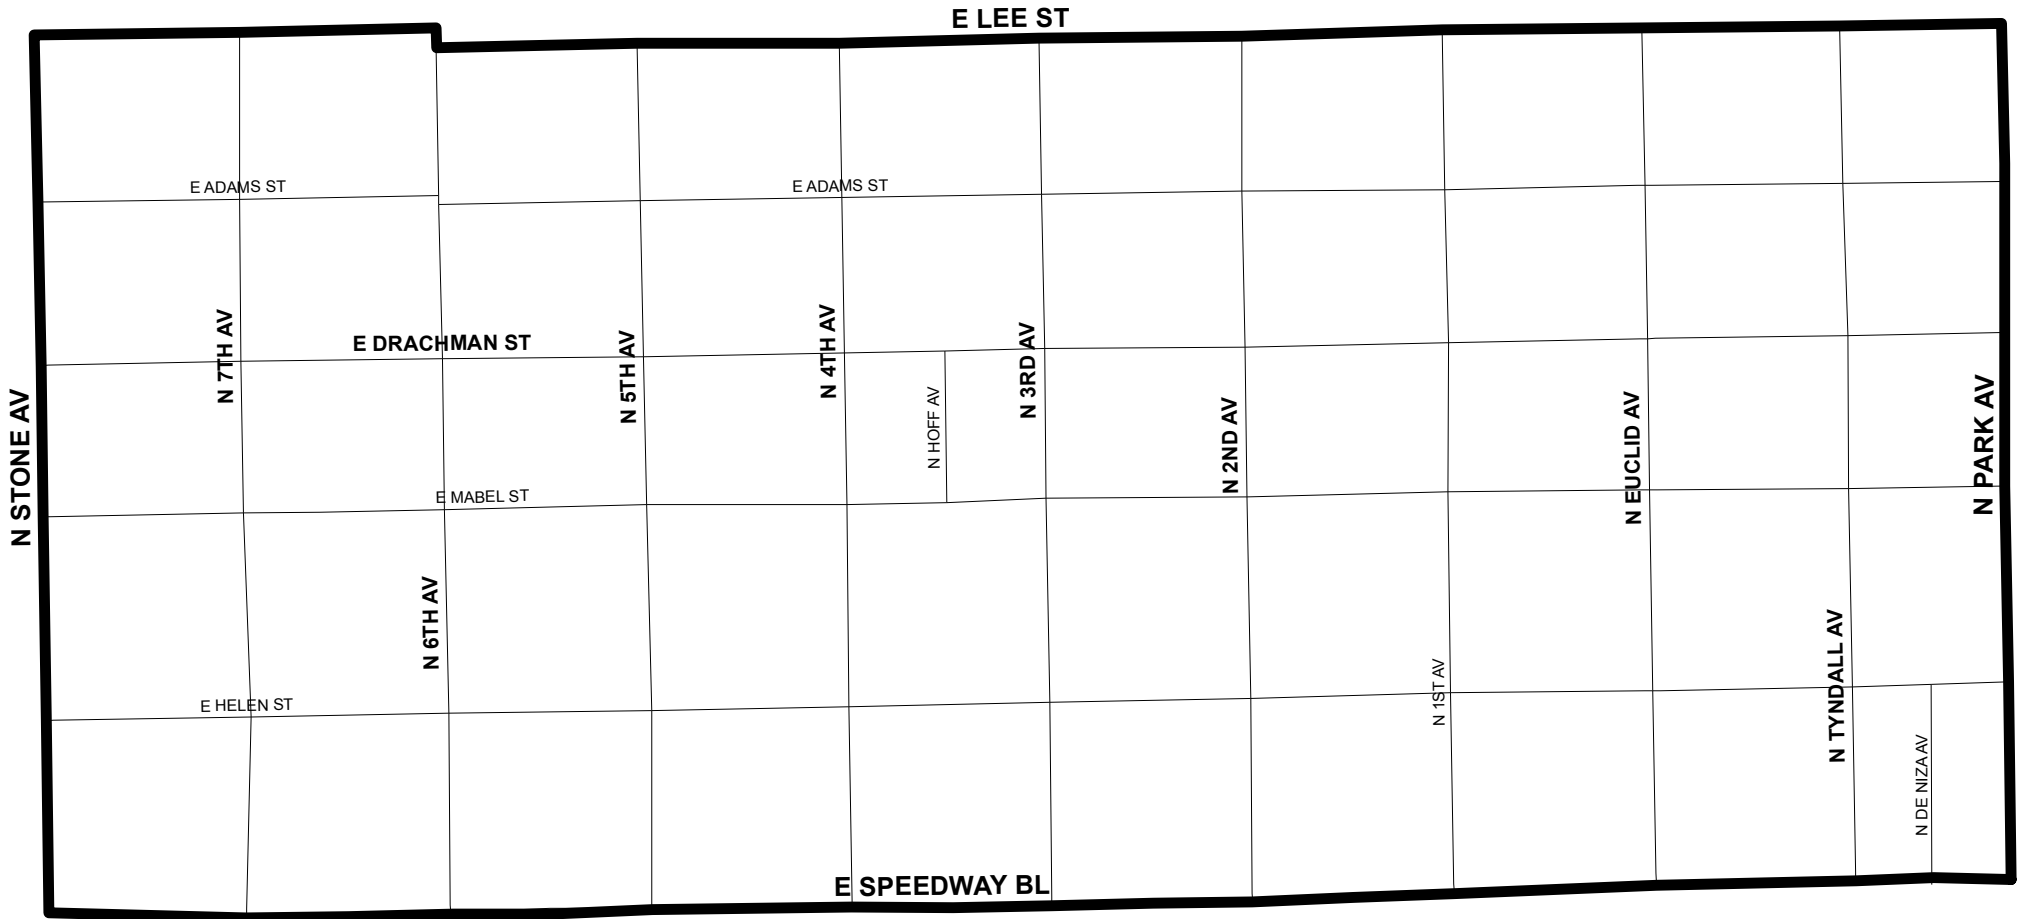 E LEE ST
E ADAMS ST
E ADAMS ST
N 7TH AV
E DRACHMAN ST
N 5TH AV
N 4TH AV
N HOFF AV
N 3RD AV
N 2ND AV
N EUCLID AV
N PARK AV
N STONE AV
E MABEL ST
N 6TH AV
E HELEN ST
N 1ST AV
N TYNDALL AV
N DE NIZA AV
E SPEEDWAY BL